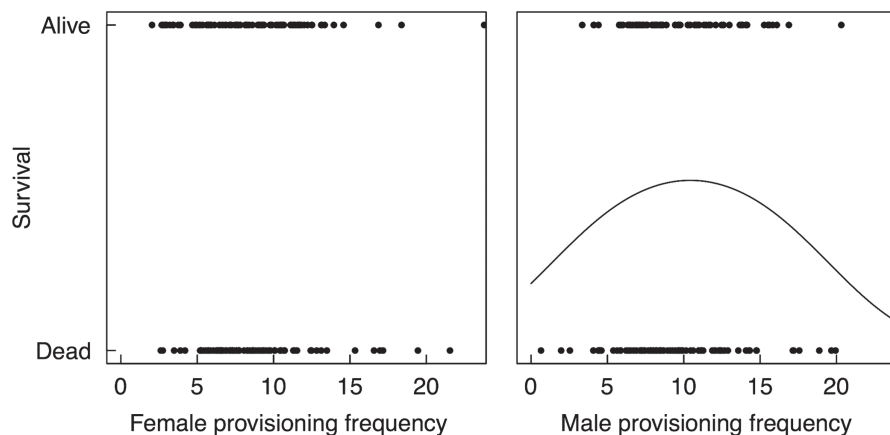 Alive
Survival
Dead
0 5 10 15 20
0 5 10 15 20
Female provisioning frequency
Male provisioning frequency